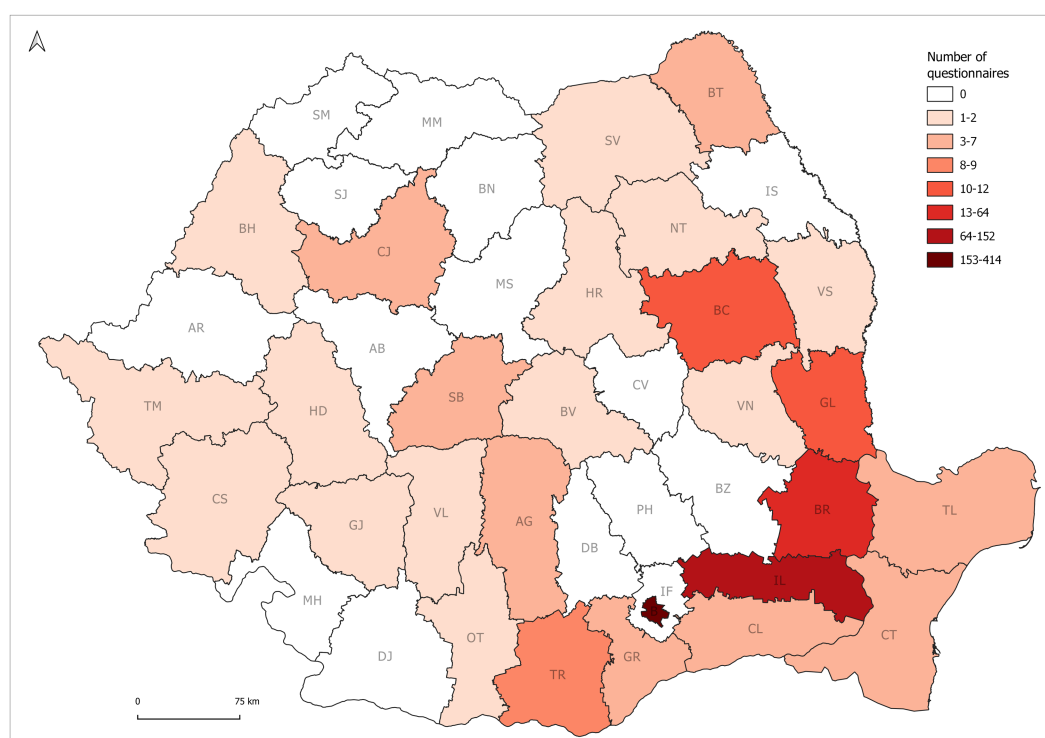 Number of
questionnaires
0
1-2
3-7
8-9
10-12
13-64
64-152
153-414
BT
SM
MM
SV
IS
BN
SJ
BH
NT
CJ
MS
HR
VS
BC
AR
AB
CV
SB
GL
TM
HD
BV
VN
BZ
CS
VL
PH
BR
TL
GJ
AG
DB
IL
IF
MH
CL
CT
OT
DJ
GR
TR
0
75 km